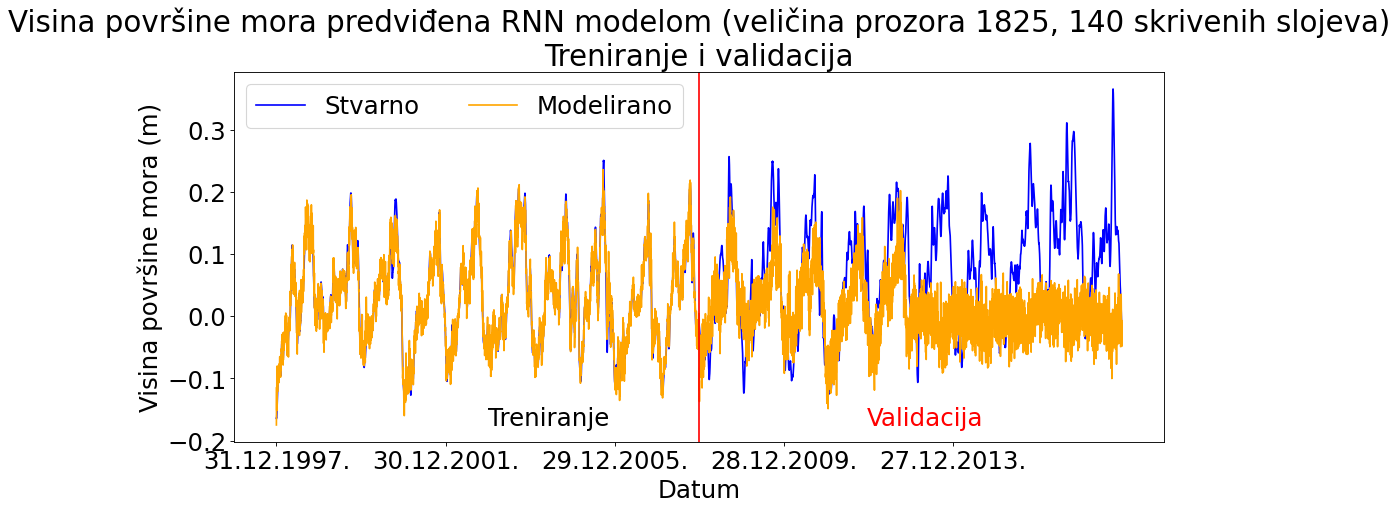 Visina površine mora predviđena RNN modelom (veličina prozora 1825, 140 skrivenih slojeva)
Treniranje i validacija
Stvarno
Modelirano
Visina površine mora (m)
0.3
0.2
0.1
0.0
−0.1
−0.2
Treniranje
Validacija
31.12.1997.
30.12.2001.
29.12.2005.
28.12.2009.
27.12.2013.
Datum